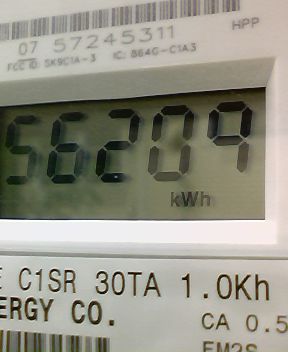 HPP
07 57245311
FCC ID: SK9C1A-3 IC: 864G-C1A3
56209
kWh
E C1SR 30TA 1.0Kh
ERGY CO.
CA 0.5
EM2S